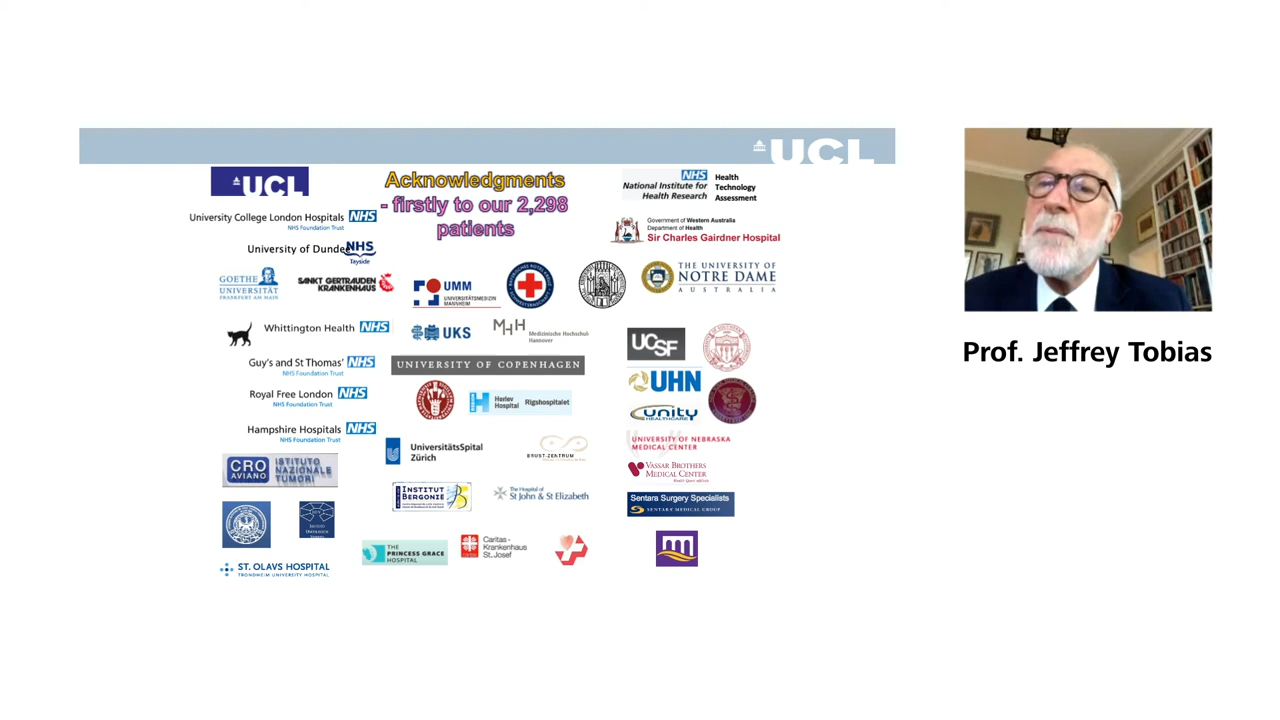 UCL
UCL
Acknowledgments
- firstly to our 2,298
patients
NHS
National Institute for
Health Research
Health
Technology
Assessment
University College London Hospitals NHS
NHS Foundation Trust
Government of Western Australia
Department of Health
Sir Charles Gairdner Hospital
University of Dundee
NHS
Tayside
GOETHE
UNIVERSITÄT
FRANKFURT AM MAIN
SANKT GERTRAUDEN
KRANKENHAUS
UMM
UNIVERSITÄTSMEDIZIN
MANNHEIM
THE UNIVERSITY OF
NOTRE DAME
AUSTRALIA
Whittington Health NHS
UKS
MHH
Medizinische Hochschule
Hannover
UCSF
Guy's and St Thomas' NHS
NHS Foundation Trust
UNIVERSITY OF COPENHAGEN
UHN
Royal Free London NHS
NHS Foundation Trust
Herlev
Hospital
Rigshospitalet
unity
HEALTHCARE
Hampshire Hospitals NHS
NHS Foundation Trust
UniversitätsSpital
Zürich
BRUST-ZENTRUM
UNIVERSITY OF NEBRASKA
MEDICAL CENTER
CRO
AVIANO
ISTITUTO
NAZIONALE
TUMORI
VASSAR BROTHERS
MEDICAL CENTER
INSTITUT
BERGONIÉ
The Hospital of
St John & St Elizabeth
Sentara Surgery Specialists
SENTARA MEDICAL GROUP
ISTITUTO
ONCOLOGICO
VENETO
THE
PRINCESS GRACE
HOSPITAL
Caritas-
Krankenhaus
St. Josef
ST. OLAVS HOSPITAL
TRONDHEIM UNIVERSITY HOSPITAL
Prof. Jeffrey Tobias